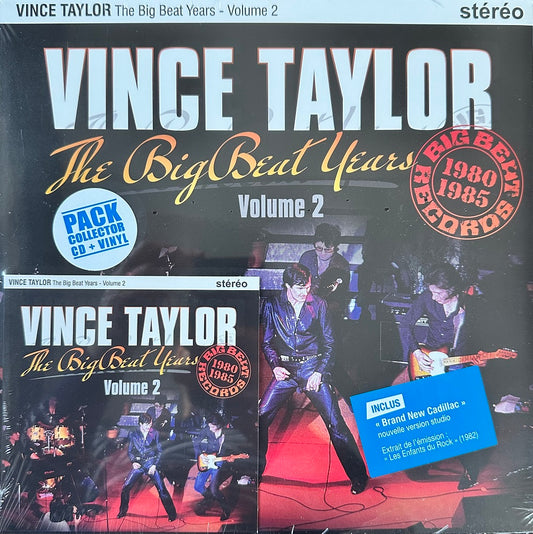 VINCE TAYLOR The Big Beat Years - Volume 2
stéréo
VINCE TAYLOR
The Big Beat Years
BIG BEAT
1980
1985
RECORDS
Volume 2
PACK
COLLECTOR
CD + VINYL
VINCE TAYLOR The Big Beat Years - Volume 2
stéréo
VINCE TAYLOR
The Big Beat Years
BIG BEAT
1980
1985
RECORDS
Volume 2
INCLUS
« Brand New Cadillac »
nouvelle version studio
Extrait de l'émission :
« Les Enfants du Rock » (1982)